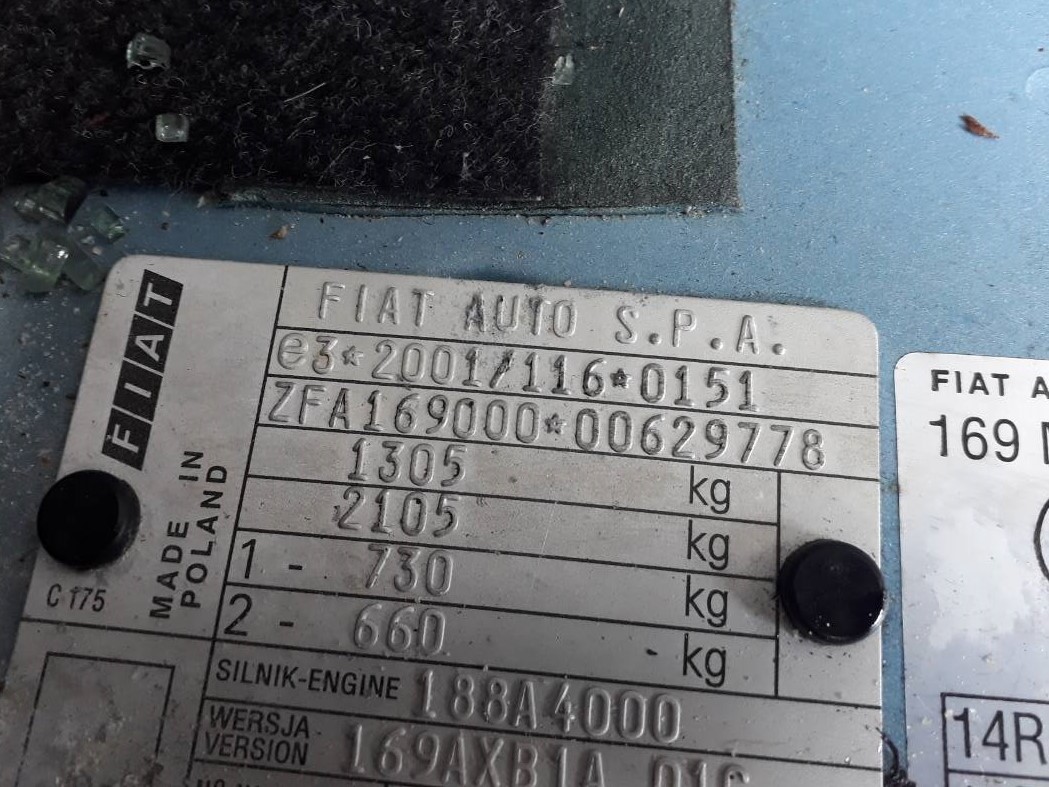 FIAT
MADE IN
POLAND
C 175
FIAT AUTO S.P.A.
e3*2001/116*0151
ZFA169000*00629778
1305 kg
2105 kg
1 - 730 kg
2 - 660 kg
SILNIK-ENGINE 188A4000
WERSJA
VERSION 169AXB1A
FIAT A
169
14R